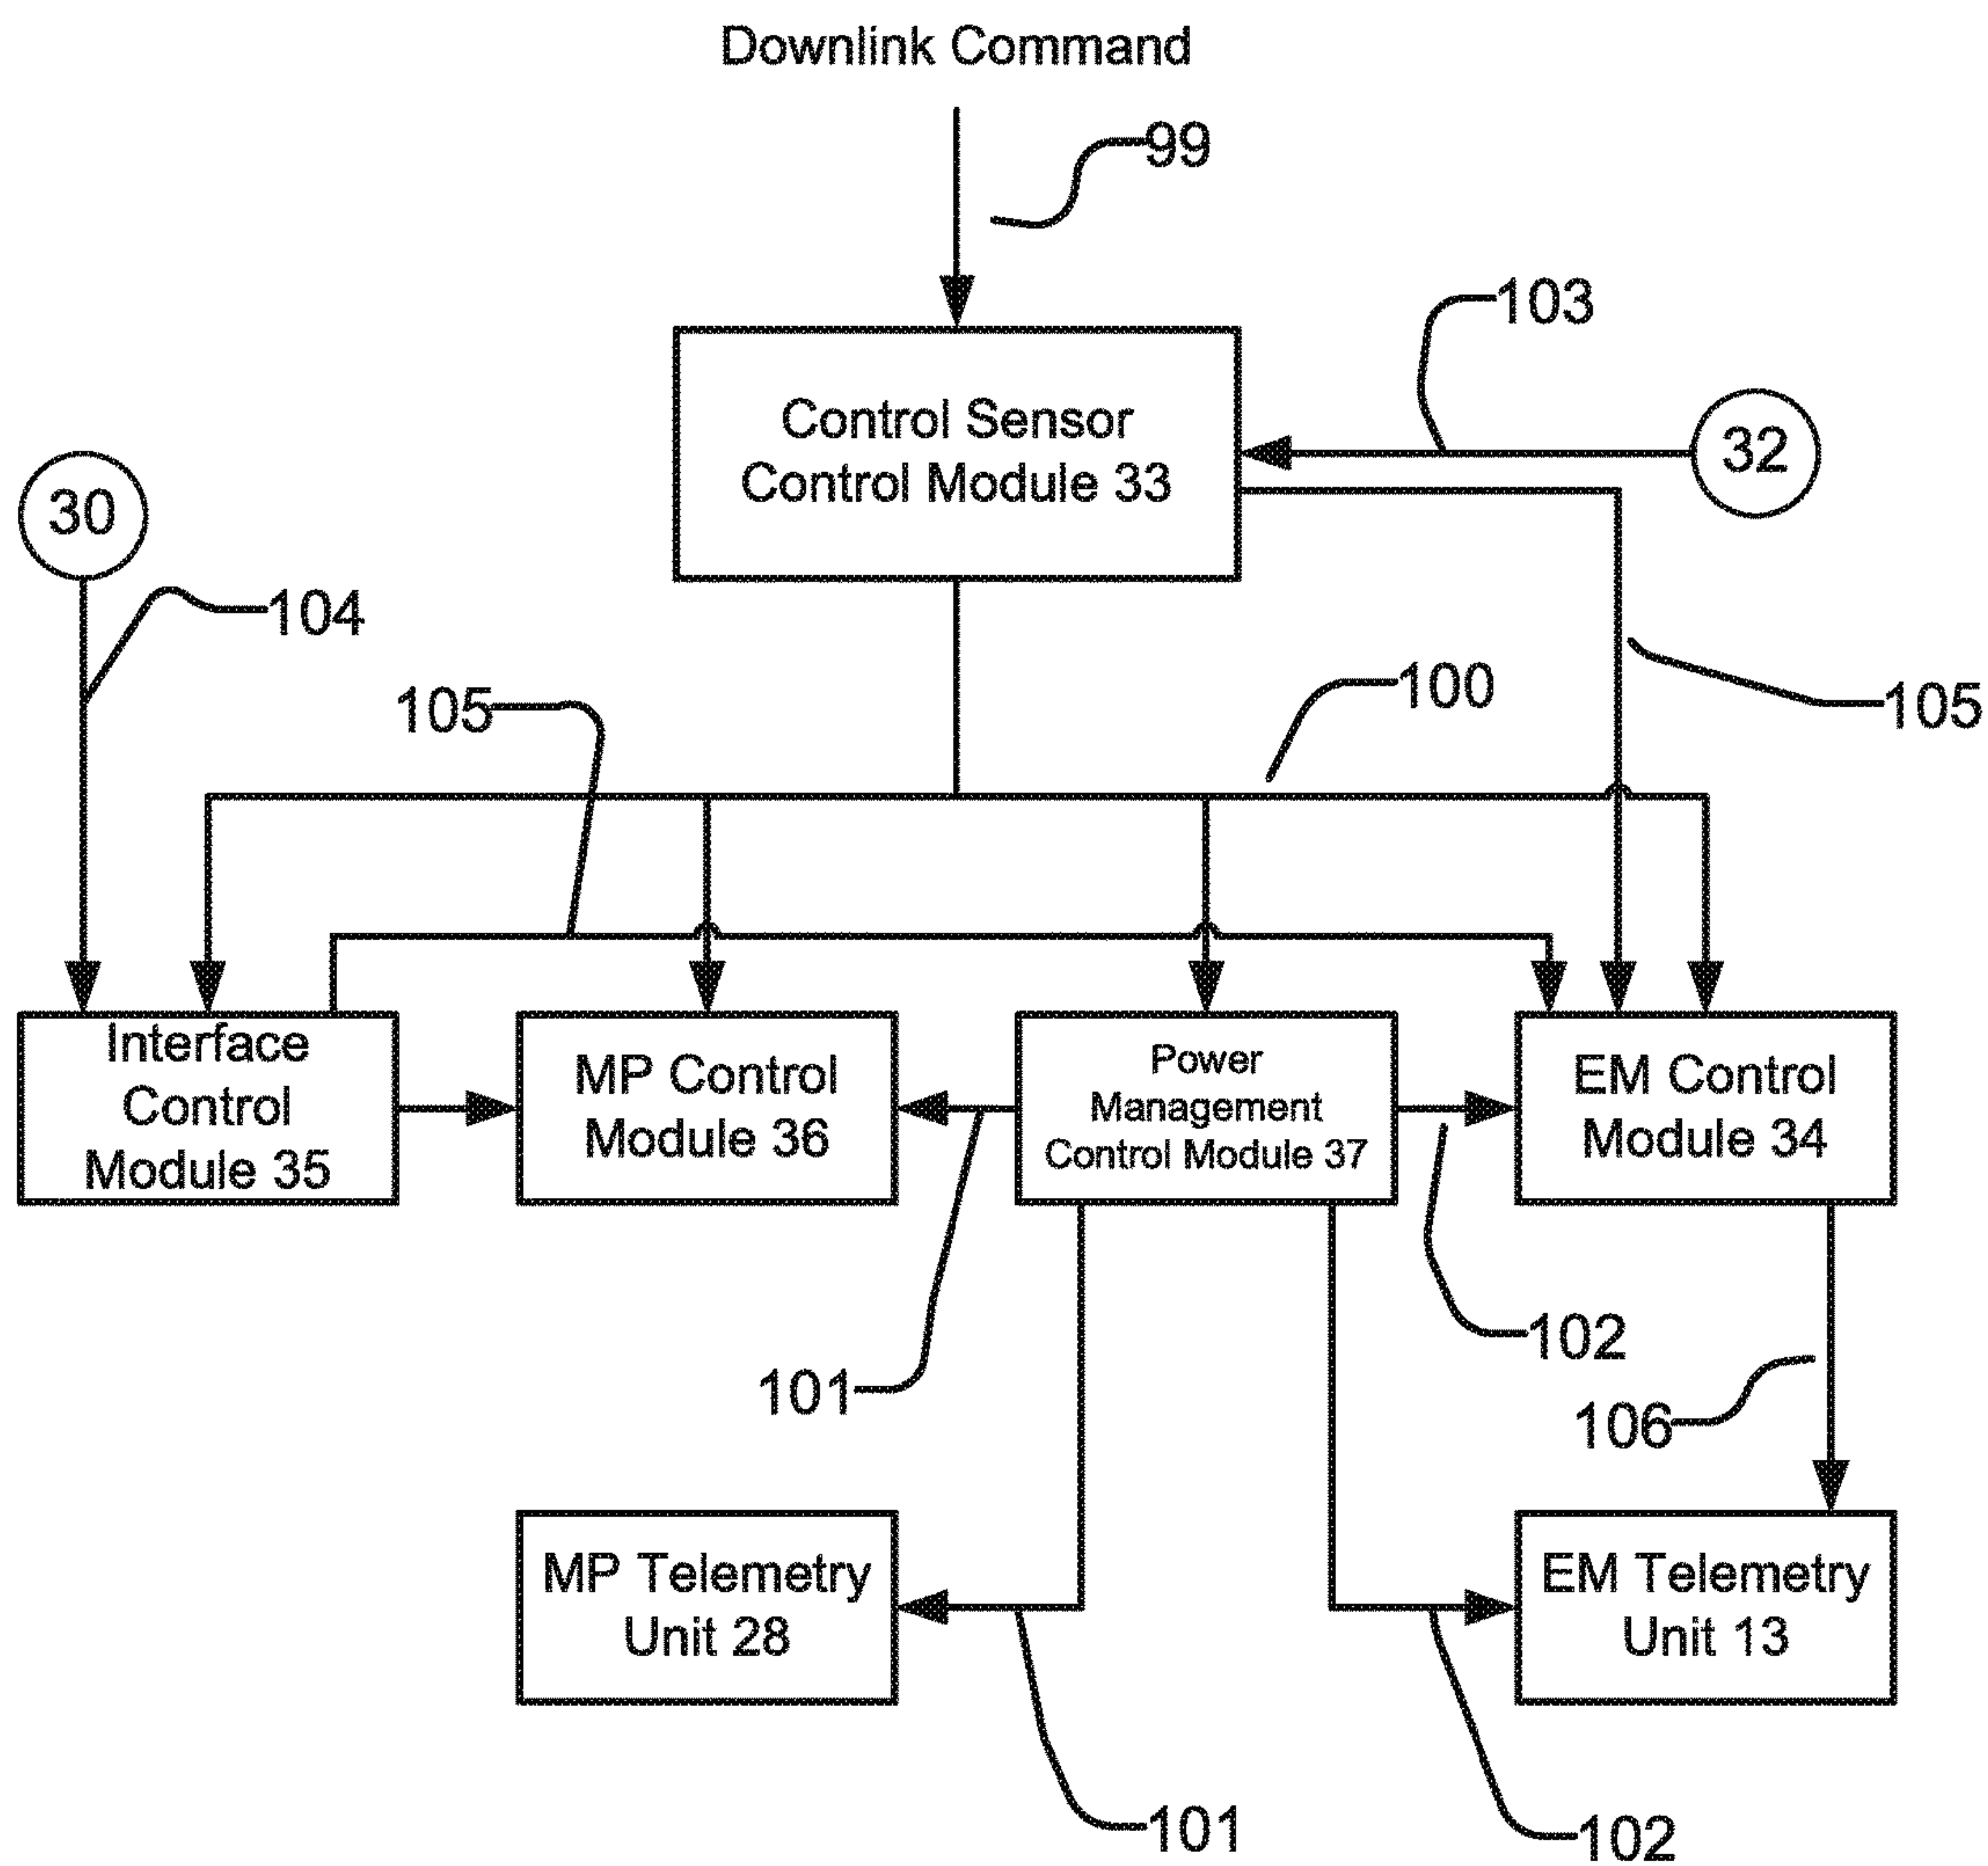 Downlink Command
99
103
Control Sensor
Control Module 33
32
30
104
100
105
105
Interface
Control
Module 35
MP Control
Module 36
Power
Management
Control Module 37
EM Control
Module 34
102
101
106
MP Telemetry
Unit 28
EM Telemetry
Unit 13
101
102